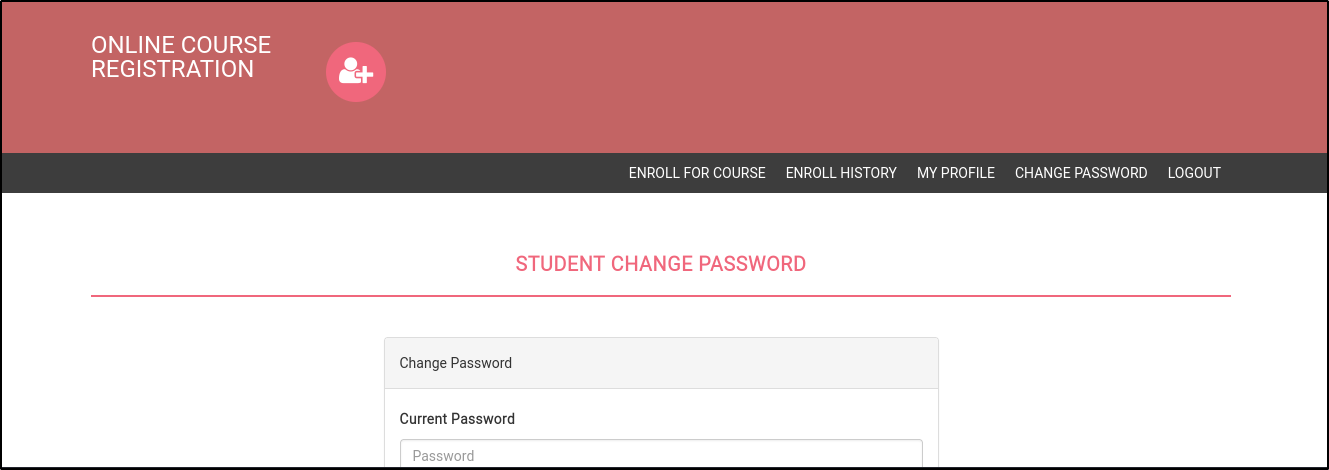 ONLINE COURSE
REGISTRATION
ENROLL FOR COURSE ENROLL HISTORY MY PROFILE CHANGE PASSWORD LOGOUT
STUDENT CHANGE PASSWORD
Change Password
Current Password
Password